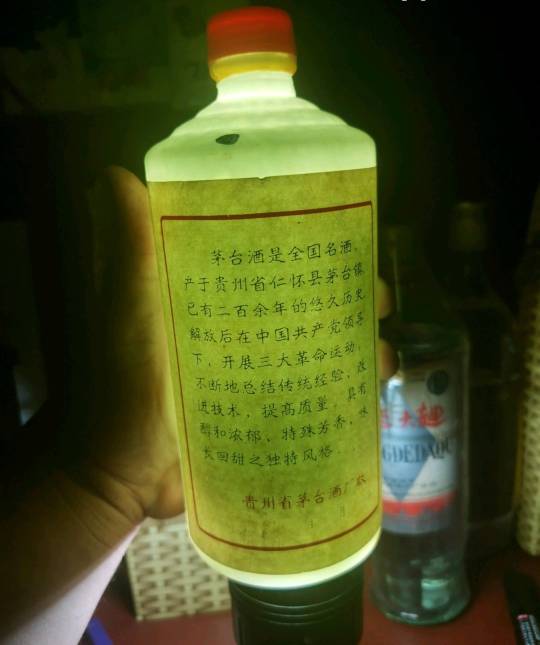 茅台酒是全国名酒，
产于贵州省仁怀县茅台镇
已有二百余年的悠久历史
解放后在中国共产党领导
下，开展三大革命运动，
不断地总结传统经验，改
进技术，提高质量，具有
醇和浓郁、特殊芳香，味
长回甜之独特风格。
贵州省茅台酒厂敬
大麯
GDEDAQU